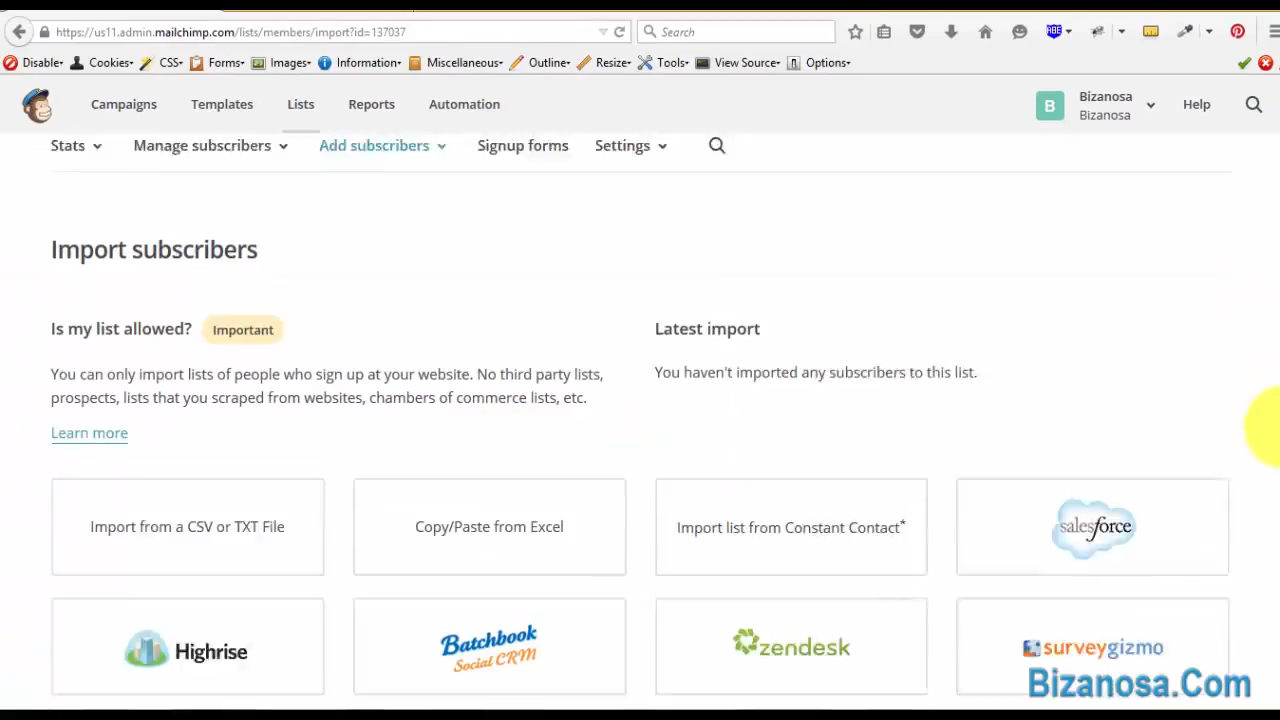 https://us11.admin.mailchimp.com/lists/members/import?id=137037
Search
Disable
Cookies
CSS
Forms
Images
Information
Miscellaneous
Outline
Resize
Tools
View Source
Options
Campaigns
Templates
Lists
Reports
Automation
B
Bizanosa
Bizanosa
Help
Stats
Manage subscribers
Add subscribers
Signup forms
Settings
Import subscribers
Is my list allowed?
Important
You can only import lists of people who sign up at your website. No third party lists,
prospects, lists that you scraped from websites, chambers of commerce lists, etc.
Learn more
Latest import
You haven't imported any subscribers to this list.
Import from a CSV or TXT File
Copy/Paste from Excel
Import list from Constant Contact*
salesforce
Highrise
Batchbook
Social CRM
zendesk
surveygizmo
Bizanosa.Com